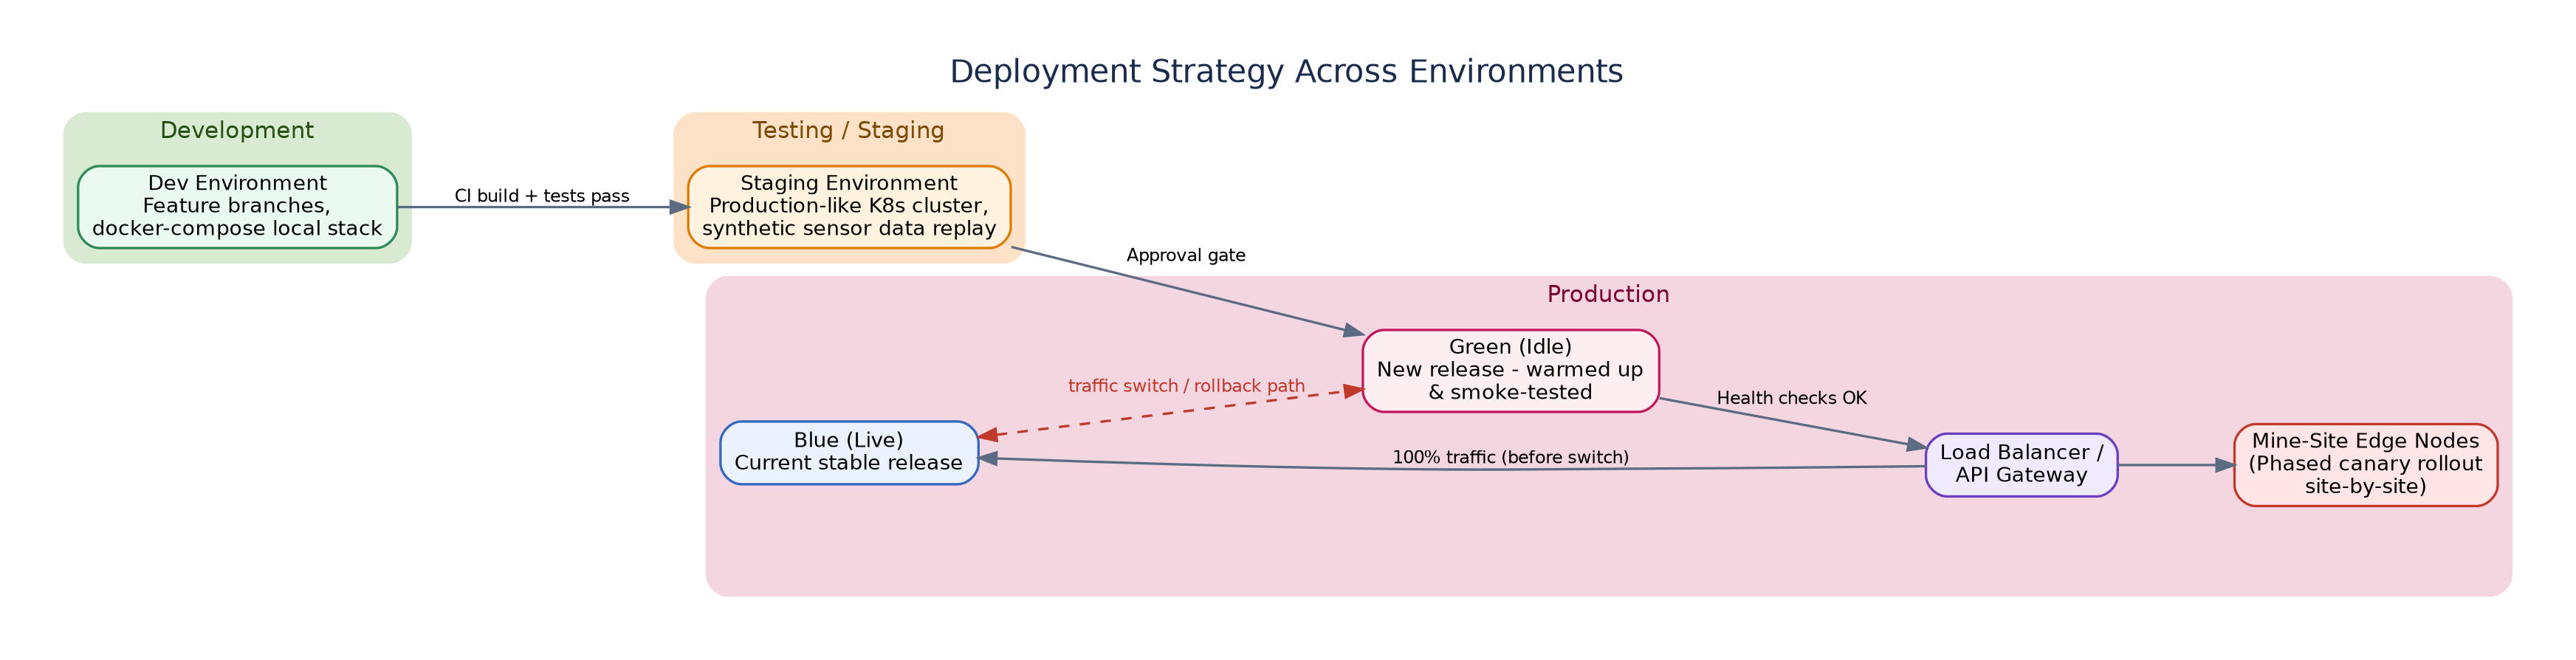 Deployment Strategy Across Environments
Development
Dev Environment
Feature branches,
docker-compose local stack
CI build + tests pass
Testing / Staging
Staging Environment
Production-like K8s cluster,
synthetic sensor data replay
Approval gate
Production
Green (Idle)
New release - warmed up
& smoke-tested
traffic switch / rollback path
Health checks OK
Blue (Live)
Current stable release
100% traffic (before switch)
Load Balancer /
API Gateway
Mine-Site Edge Nodes
(Phased canary rollout
site-by-site)